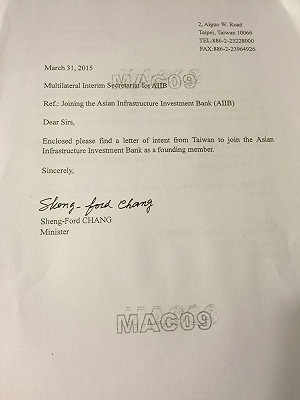 2, Aiguo W. Road
Taipei, Taiwan 10066
TEL:886-2-23228000
FAX:886-2-23964926
March 31, 2015
MAC09
Multilateral Interim Secretariat for AIIB
Ref.: Joining the Asian Infrastructure Investment Bank (AIIB)
Dear Sirs,
Enclosed please find a letter of intent from Taiwan to join the Asian
Infrastructure Investment Bank as a founding member.
Sincerely,
Sheng-ford Chang
Sheng-Ford CHANG
Minister
MAC09